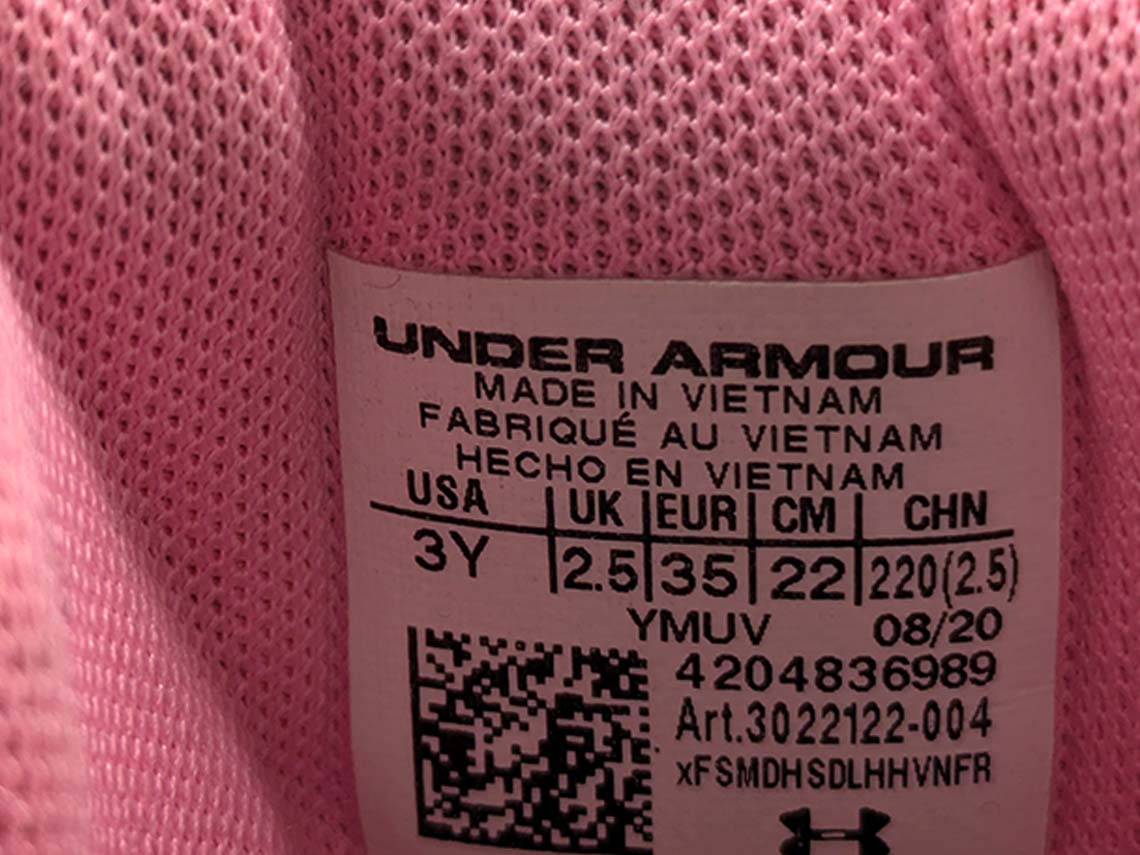 UNDER ARMOUR
MADE IN VIETNAM
FABRIQUÉ AU VIETNAM
HECHO EN VIETNAM
USA UK EUR CM CHN
3Y 2.5 35 22 220(2.5)
YMUV 08/20
4204836989
Art.3022122-004
xFSMDHSDLHHVNFR